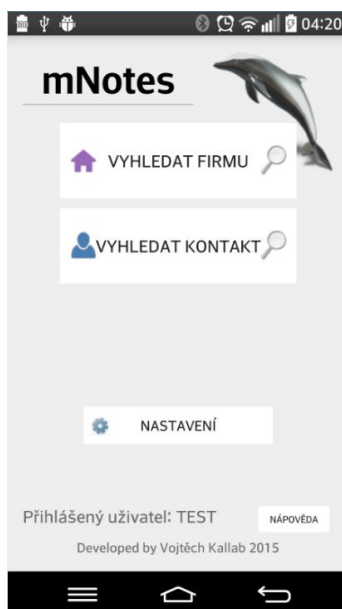 04:20
mNotes
VYHLEDAT FIRMU
VYHLEDAT KONTAKT
NASTAVENÍ
Přihlášený uživatel: TEST
NÁPOVĚDA
Developed by Vojtěch Kallab 2015